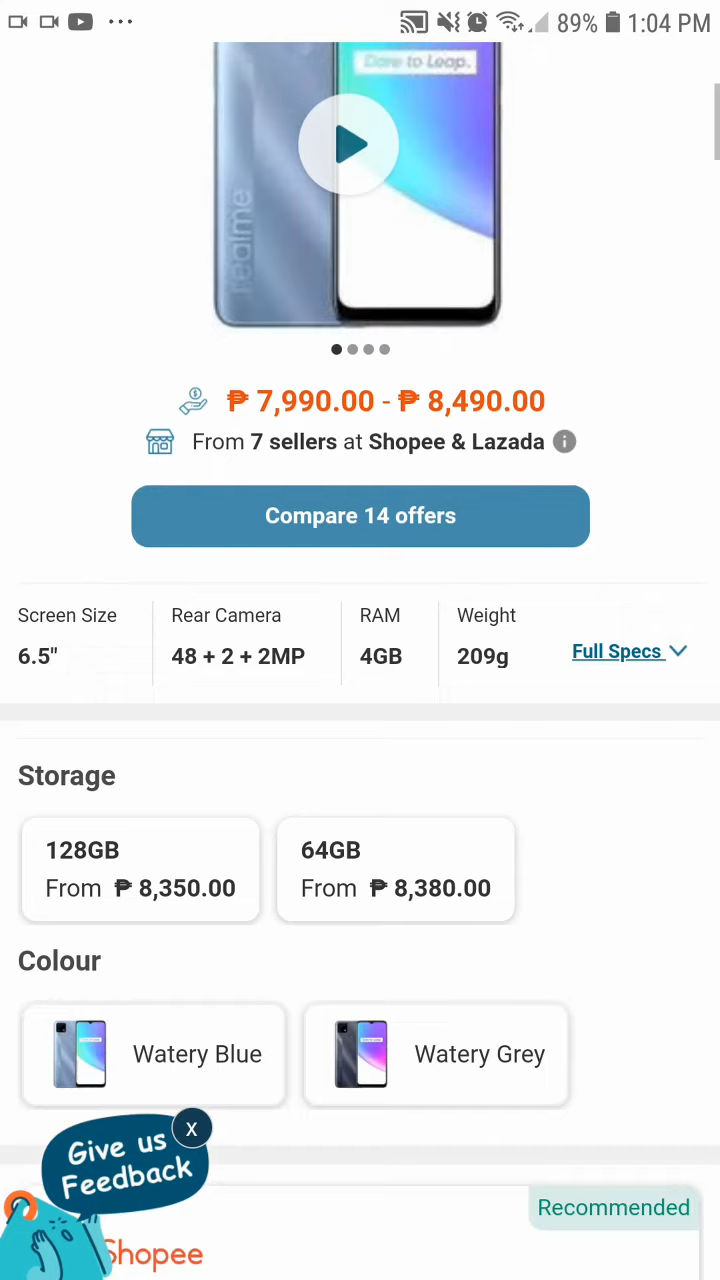 89% 1:04 PM
Dare to Leap.
realme
₱ 7,990.00 - ₱ 8,490.00
From 7 sellers at Shopee & Lazada
Compare 14 offers
Screen Size
6.5"
Rear Camera
48 + 2 + 2MP
RAM
4GB
Weight
209g
Full Specs
Storage
128GB
From ₱ 8,350.00
64GB
From ₱ 8,380.00
Colour
Watery Blue
Watery Grey
X
Give us
Feedback
Recommended
Shopee